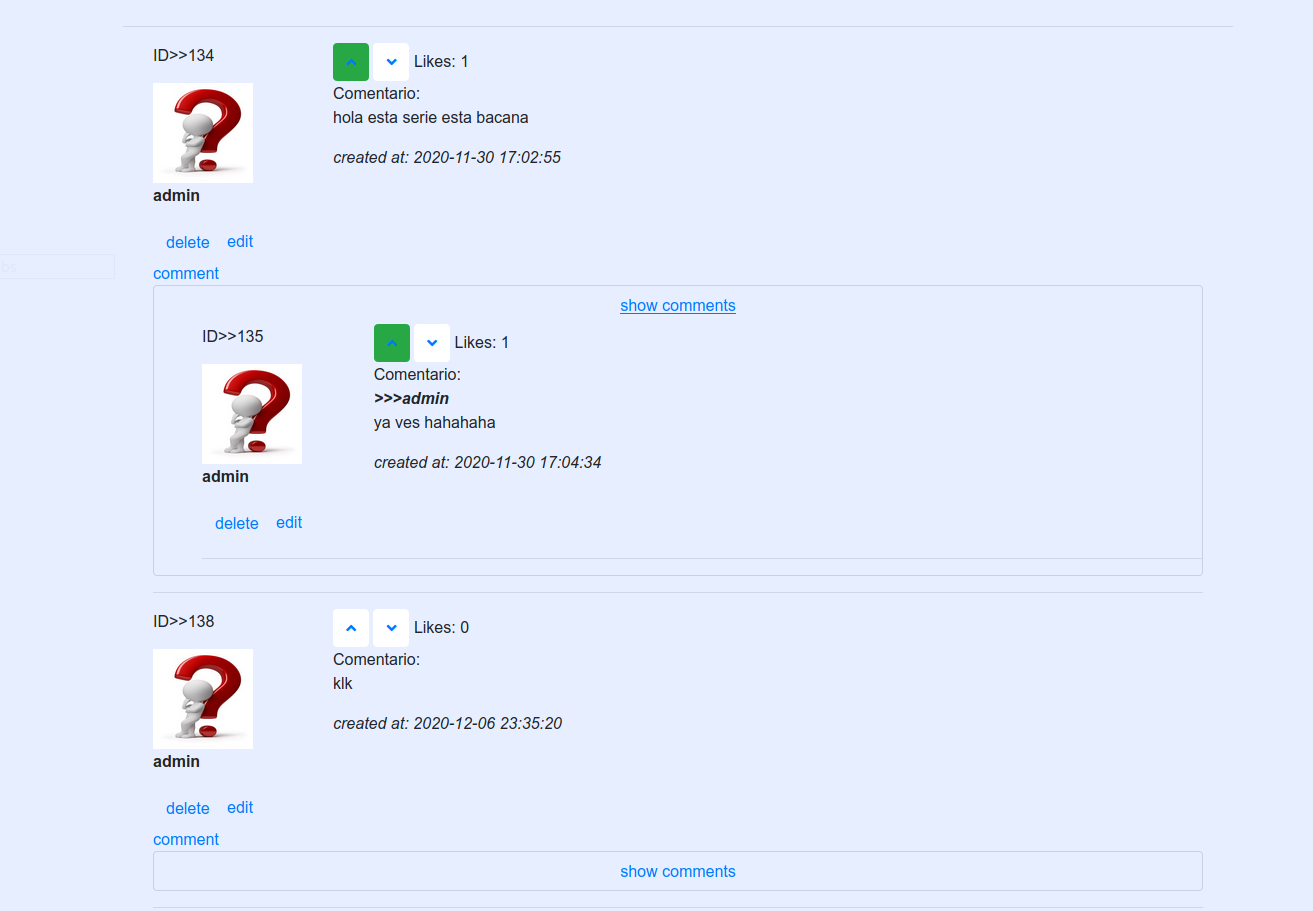 ID>>134
Likes: 1
Comentario:
hola esta serie esta bacana
created at: 2020-11-30 17:02:55
admin
delete edit
bs
comment
show comments
ID>>135
Likes: 1
Comentario:
>>>admin
ya ves hahahaha
created at: 2020-11-30 17:04:34
admin
delete edit
ID>>138
Likes: 0
Comentario:
klk
created at: 2020-12-06 23:35:20
admin
delete edit
comment
show comments